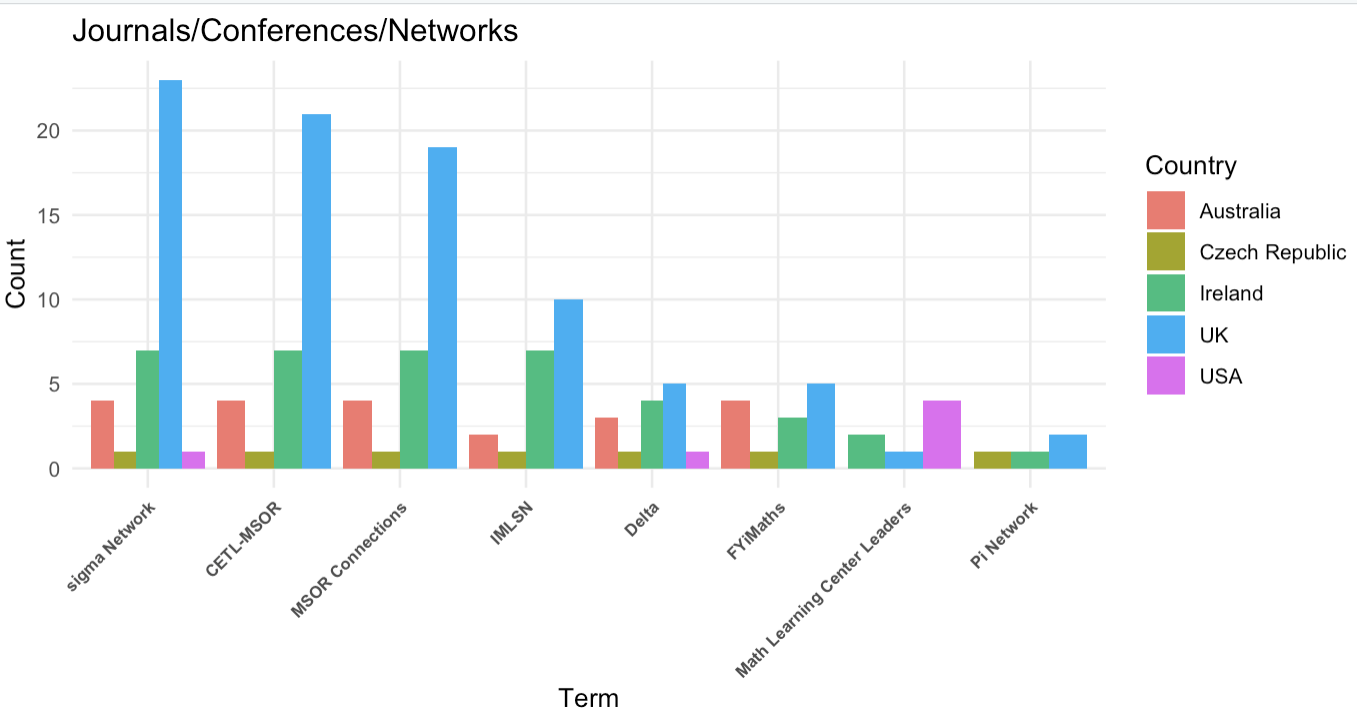 Journals/Conferences/Networks
Count
20
15
10
5
0
sigma Network
CETL-MSOR
MSOR Connections
IMLSN
Delta
FYiMaths
Math Learning Center Leaders
Pi Network
Term
Country
Australia
Czech Republic
Ireland
UK
USA